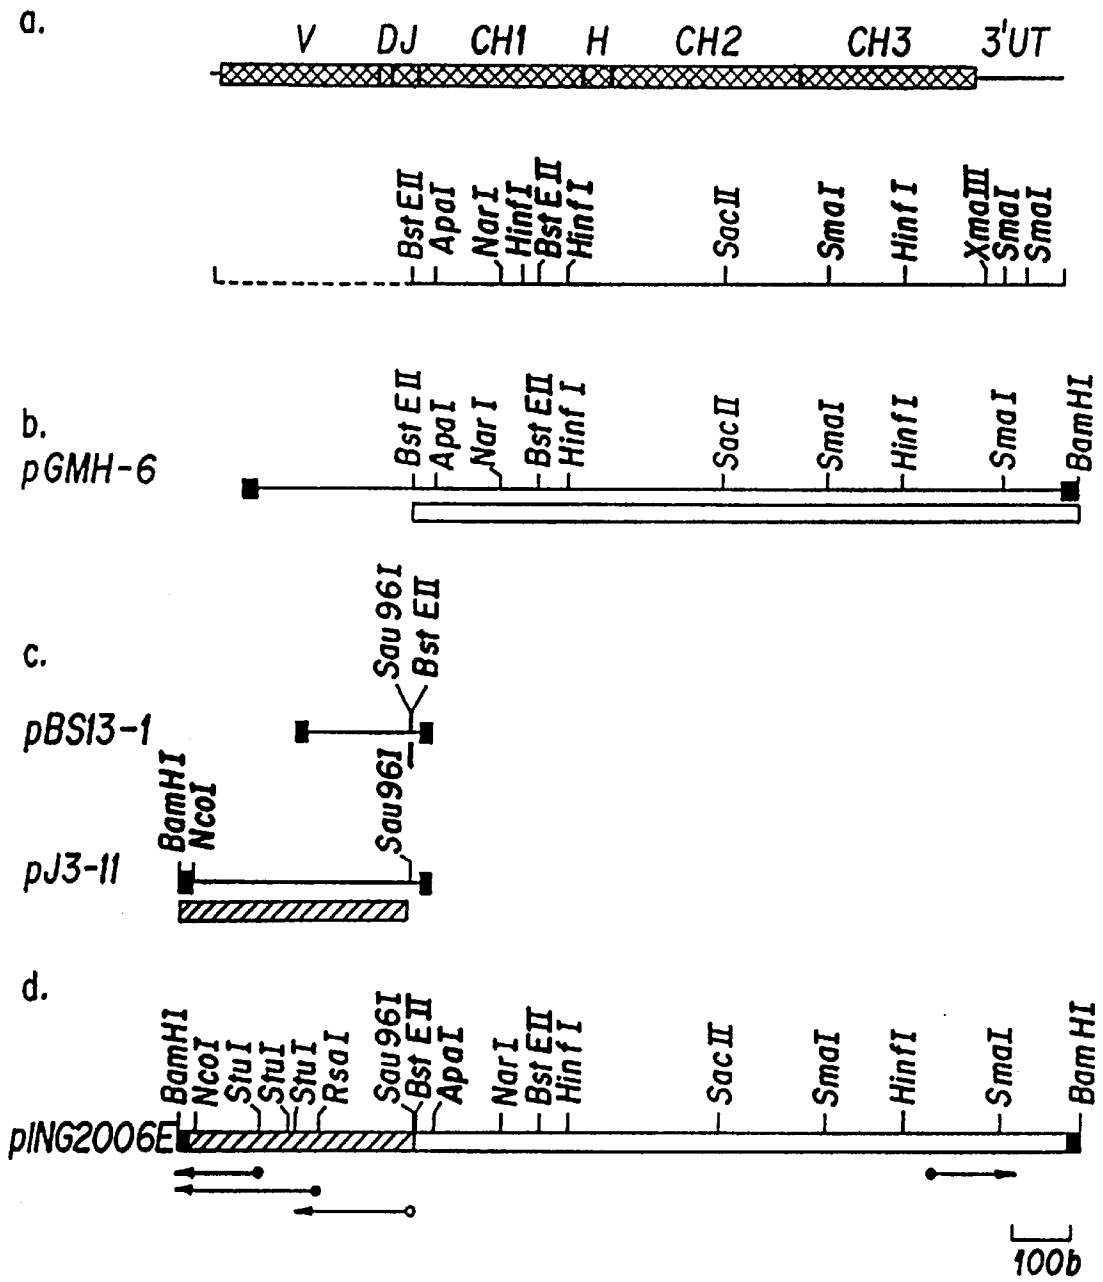 a.
V DJ CH1 H CH2 CH3 3'UT
BstEII ApaI NarI HinfI BstEII HinfI SacII SmaI HinfI XmaIII SmaI SmaI
b.
pGMH-6
BstEII ApaI NarI BstEII HinfI SacII SmaI HinfI SmaI BamHI
c.
Sau96I BstEII
pBS13-1
Sau96I
BamHI NcoI Sau96I
pJ3-11
d.
BamHI NcoI StuI StuI StuI RsaI Sau96I BstEII ApaI NarI BstEII HinfI SacII SmaI HinfI SmaI BamHI
pING2006E
100b